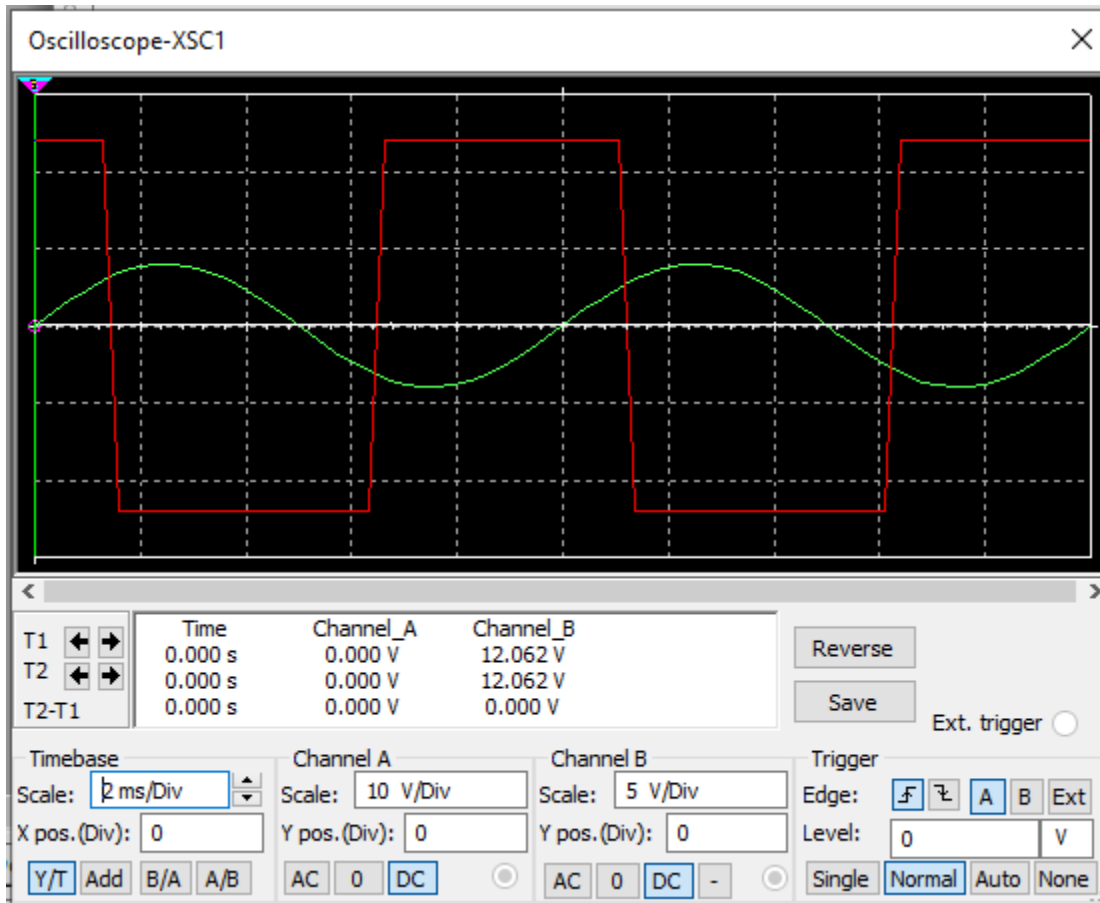 Oscilloscope-XSC1
Time Channel_A Channel_B
T1 0.000 s 0.000 V 12.062 V
T2 0.000 s 0.000 V 12.062 V
T2-T1 0.000 s 0.000 V 0.000 V
Reverse
Save
Ext. trigger
Timebase
Scale: 2 ms/Div
X pos.(Div): 0
Y/T Add B/A A/B
Channel A
Scale: 10 V/Div
Y pos.(Div): 0
AC 0 DC
Channel B
Scale: 5 V/Div
Y pos.(Div): 0
AC 0 DC -
Trigger
Edge: A B Ext
Level: 0 V
Single Normal Auto None